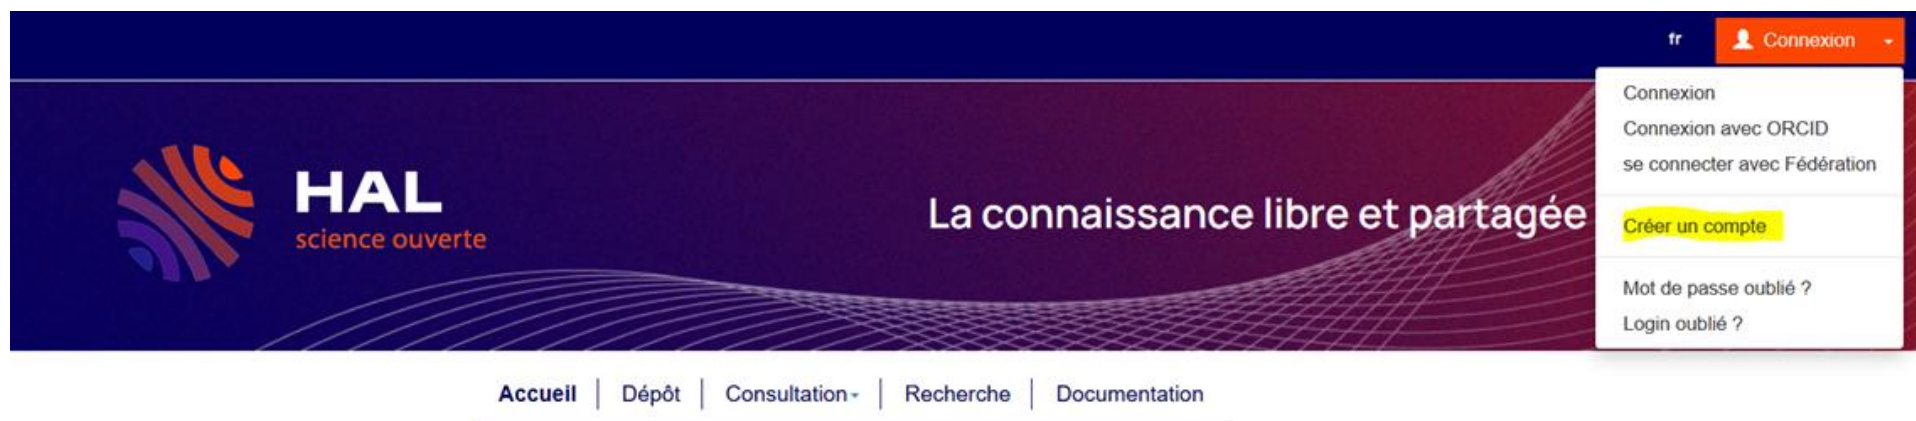 fr
Connexion
Connexion
Connexion avec ORCID
se connecter avec Fédération
Créer un compte
Mot de passe oublié ?
Login oublié ?
HAL
science ouverte
La connaissance libre et partagée
Accueil | Dépôt | Consultation | Recherche | Documentation